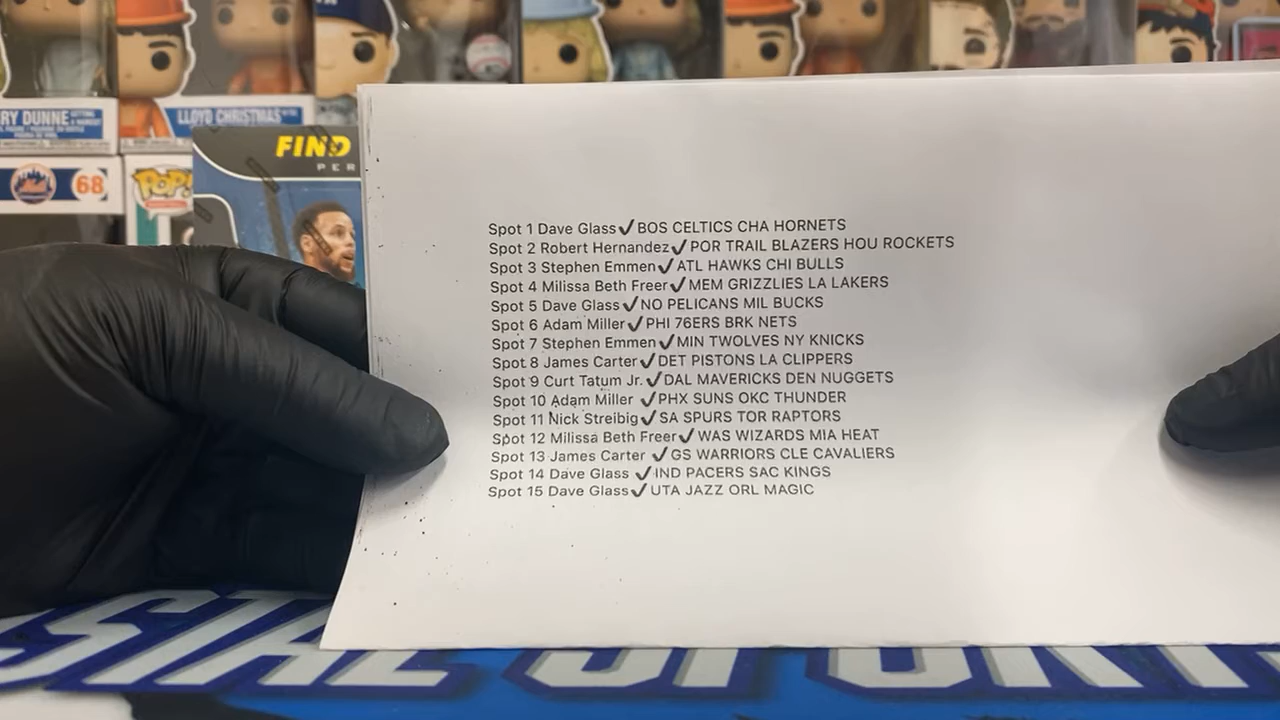 RY DUNNE
LLOYD CHRISTMAS
68
POP!
FIND
PER
Spot 1 Dave Glass✔BOS CELTICS CHA HORNETS
Spot 2 Robert Hernandez✔POR TRAIL BLAZERS HOU ROCKETS
Spot 3 Stephen Emmen✔ATL HAWKS CHI BULLS
Spot 4 Milissa Beth Freer✔MEM GRIZZLIES LA LAKERS
Spot 5 Dave Glass✔NO PELICANS MIL BUCKS
Spot 6 Adam Miller✔PHI 76ERS BRK NETS
Spot 7 Stephen Emmen✔MIN TWOLVES NY KNICKS
Spot 8 James Carter✔DET PISTONS LA CLIPPERS
Spot 9 Curt Tatum Jr.✔DAL MAVERICKS DEN NUGGETS
Spot 10 Adam Miller ✔PHX SUNS OKC THUNDER
Spot 11 Nick Streibig✔SA SPURS TOR RAPTORS
Spot 12 Milissa Beth Freer✔WAS WIZARDS MIA HEAT
Spot 13 James Carter ✔GS WARRIORS CLE CAVALIERS
Spot 14 Dave Glass ✔IND PACERS SAC KINGS
Spot 15 Dave Glass✔UTA JAZZ ORL MAGIC